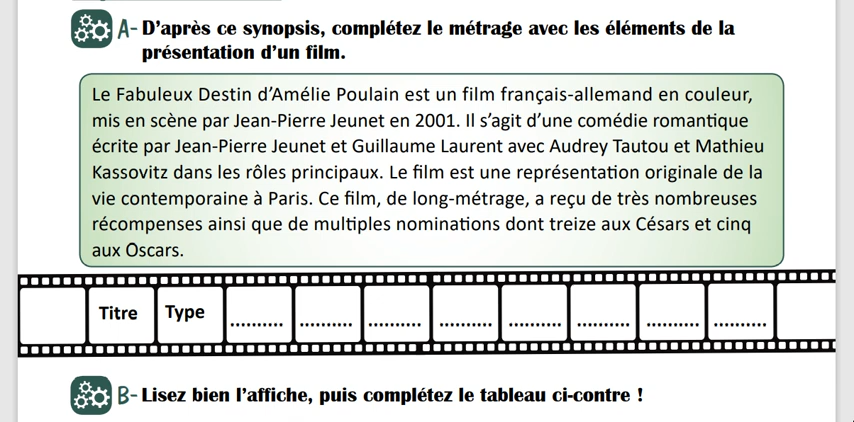 A- D'après ce synopsis, complétez le métrage avec les éléments de la
présentation d'un film.
Le Fabuleux Destin d'Amélie Poulain est un film français-allemand en couleur,
mis en scène par Jean-Pierre Jeunet en 2001. Il s'agit d'une comédie romantique
écrite par Jean-Pierre Jeunet et Guillaume Laurent avec Audrey Tautou et Mathieu
Kassovitz dans les rôles principaux. Le film est une représentation originale de la
vie contemporaine à Paris. Ce film, de long-métrage, a reçu de très nombreuses
récompenses ainsi que de multiples nominations dont treize aux Césars et cinq
aux Oscars.
Titre Type .......... .......... .......... .......... .......... .......... .......... ..........
B- Lisez bien l'affiche, puis complétez le tableau ci-contre !